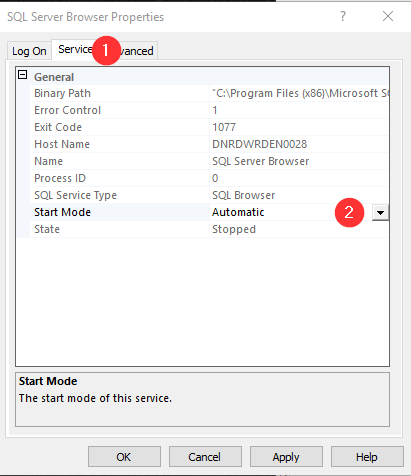 SQL Server Browser Properties ? ×
Log On Service 1 dvanced
General
Binary Path "C:\Program Files (x86)\Microsoft SC
Error Control 1
Exit Code 1077
Host Name DNRDWRDEN0028
Name SQL Server Browser
Process ID 0
SQL Service Type SQL Browser
Start Mode Automatic 2
State Stopped
Start Mode
The start mode of this service.
OK Cancel Apply Help